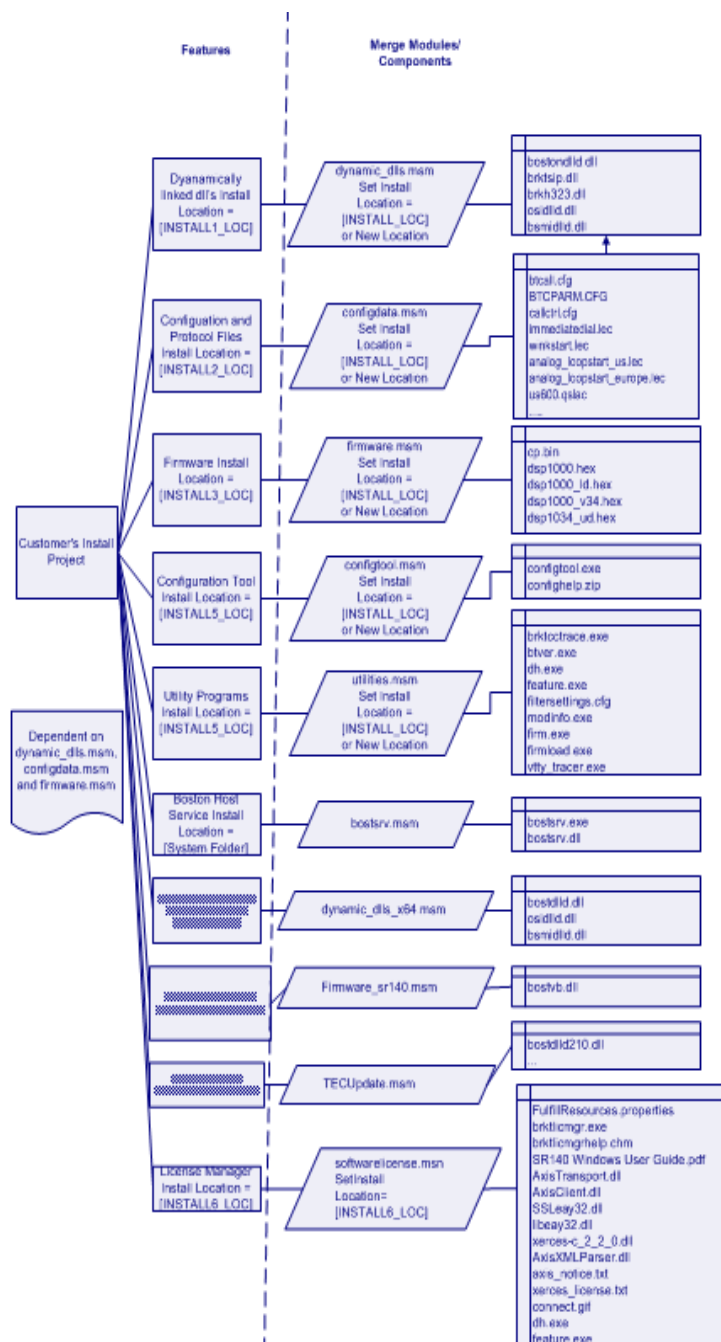 Features
Merge Modules/
Components
Dyanamically
linked dll's Install
Location =
[INSTALL1_LOC]
dynamic_dlls.msm
Set Install
Location =
[INSTALL_LOC]
or New Location
bostondlld.dll
brktsip.dll
brkh323.dll
osidlld.dll
bsmidlld.dll
Configuation and
Protocol Files
Install Location =
[INSTALL2_LOC]
configdata.msm
Set Install
Location =
[INSTALL_LOC]
or New Location
btcall.cfg
BTCPARM.CFG
callctrl.cfg
immediatedial.lec
winkstart.lec
analog_loopstart_us.lec
analog_loopstart_europe.lec
us600.qslac
.....
Firmware Install
Location =
[INSTALL3_LOC]
firmware.msm
Set Install
Location =
[INSTALL_LOC]
or New Location
cp.bin
dsp1000.hex
dsp1000_ld.hex
dsp1000_v34.hex
dsp1034_ud.hex
Customer's Install
Project
Configuration Tool
Install Location =
[INSTALL5_LOC]
configtool.msm
Set Install
Location =
[INSTALL_LOC]
or New Location
configtool.exe
confighelp.zip
Utility Programs
Install Location =
[INSTALL5_LOC]
utilities.msm
Set Install
Location =
[INSTALL_LOC]
or New Location
brktcctrace.exe
btver.exe
dh.exe
feature.exe
filtersettings.cfg
modinfo.exe
firm.exe
firmload.exe
vtty_tracer.exe
Dependent on
dynamic_dlls.msm,
configdata.msm
and firmware.msm
Boston Host
Service Install
Location =
[System Folder]
bostsrv.msm
bostsrv.exe
bostsrv.dll
dynamic_dlls_x64.msm
bostdlld.dll
osidlld.dll
bsmidlld.dll
Firmware_sr140.msm
bostvb.dll
TECUpdate.msm
bostdlld210.dll
...
License Manager
Install Location =
[INSTALL6_LOC]
softwarelicense.msn
SetInstall
Location=
[INSTALL6_LOC]
FulfillResources.properties
brktlicmgr.exe
brktlicmgrhelp.chm
SR140 Windows User Guide.pdf
AxisTransport.dll
AxisClient.dll
SSLeay32.dll
libeay32.dll
xerces-c_2_2_0.dll
AxisXMLParser.dll
axis_notice.txt
xerces_license.txt
connect.gif
dh.exe
feature.exe